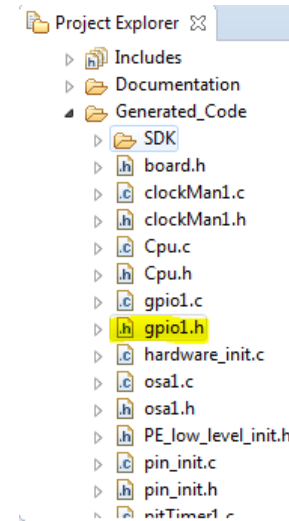 Project Explorer
Includes
Documentation
Generated_Code
SDK
.h board.h
.c clockMan1.c
.h clockMan1.h
.c Cpu.c
.h Cpu.h
.c gpio1.c
.h gpio1.h
.c hardware_init.c
.c osa1.c
.h osa1.h
.h PE_low_level_init.h
.c pin_init.c
.h pin_init.h
.c pitTimer1.c